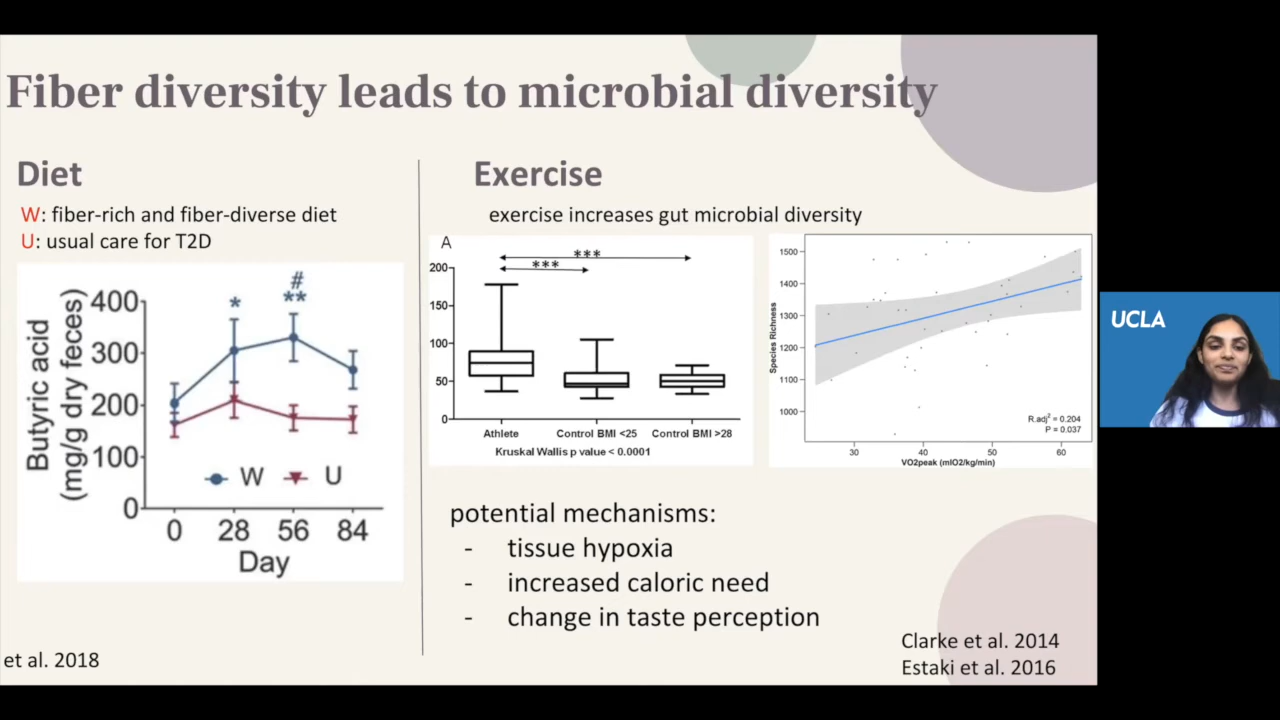 Fiber diversity leads to microbial diversity
Diet
W: fiber-rich and fiber-diverse diet
U: usual care for T2D
Butyric acid
(mg/g dry feces)
400
300
200
100
0
#
*
**
W
U
0 28 56 84
Day
et al. 2018
Exercise
exercise increases gut microbial diversity
A
***
***
200
100
50
0
Athlete
Control BMI <25
Control BMI >28
Kruskal Wallis p value < 0.0001
Species Richness
1500
1400
1300
1200
1100
1000
R.adj² = 0.204
P = 0.037
30 40 50 60
VO2peak (mlO2/kg/min)
potential mechanisms:
- tissue hypoxia
- increased caloric need
- change in taste perception
Clarke et al. 2014
Estaki et al. 2016
UCLA